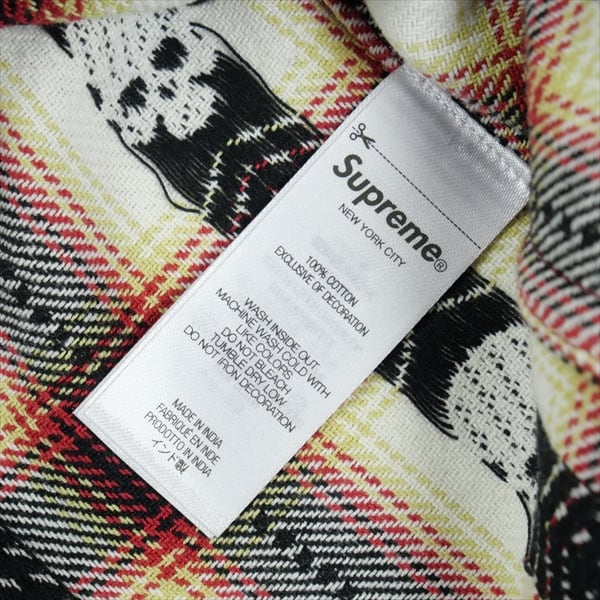 Supreme®
NEW YORK CITY
100% COTTON
EXCLUSIVE OF DECORATION
WASH INSIDE OUT
MACHINE WASH COLD WITH
LIKE COLORS
DO NOT BLEACH
TUMBLE DRY LOW
DO NOT IRON DECORATION
MADE IN INDIA
FABRIQUÉ EN INDE
PRODOTTO IN INDIA
インド製